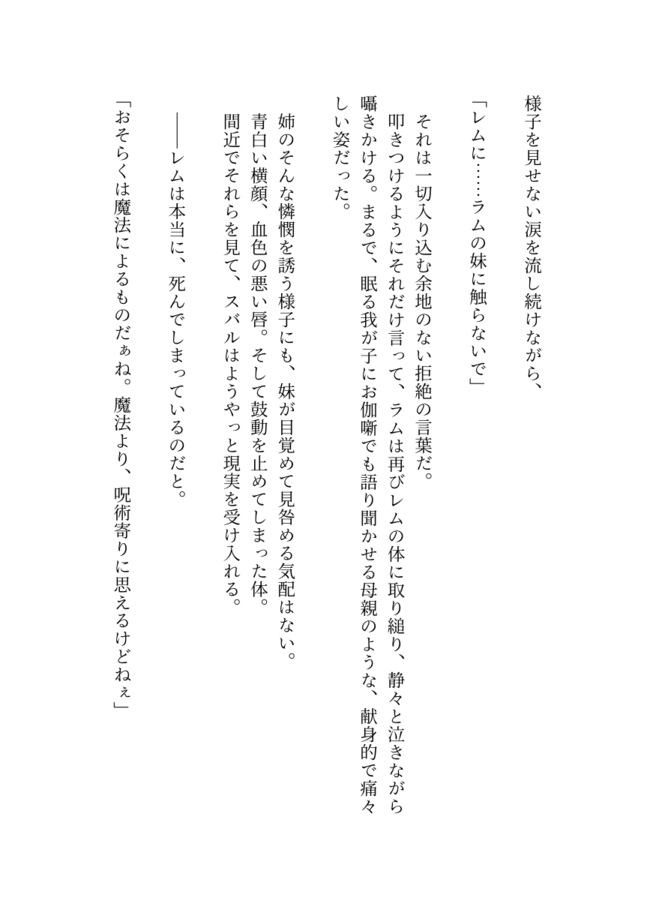 様子を見せない涙を流し続けながら、
「レムに……ラムの妹に触らないで」
それは一切入り込む余地のない拒絶の言葉だ。
叩きつけるようにそれだけ言って、ラムは再びレムの体に取り縋り、静々と泣きながら
囁きかける。まるで、眠る我が子にお伽噺でも語り聞かせる母親のような、献身的で痛々
しい姿だった。
姉のそんな憐憫を誘う様子にも、妹が目覚めて見咎める気配はない。
青白い横顔、血色の悪い唇。そして鼓動を止めてしまった体。
間近でそれらを見て、スバルはようやっと現実を受け入れる。
――レムは本当に、死んでしまっているのだと。
「おそらくは魔法によるものだぁね。魔法より、呪術寄りに思えるけどねぇ」